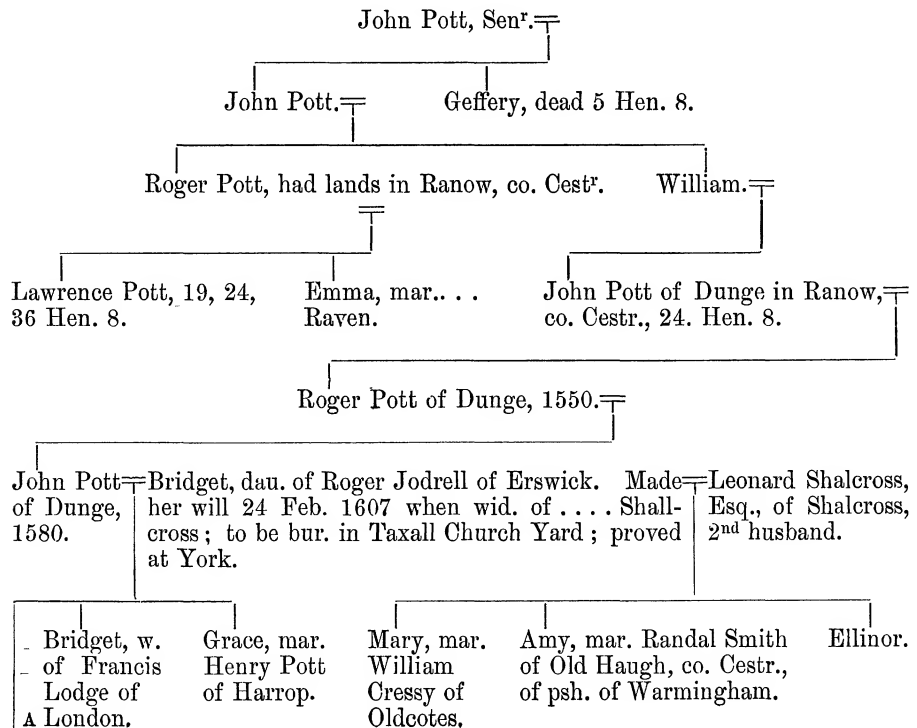 John Pott, Senʳ.
John Pott. Geffery, dead 5 Hen. 8.
Roger Pott, had lands in Ranow, co. Cestʳ. William.
Lawrence Pott, 19, 24,
36 Hen. 8.
Emma, mar.. . .
Raven.
John Pott of Dunge in Ranow,
co. Cestr., 24. Hen. 8.
Roger Pott of Dunge, 1550.
John Pott
of Dunge,
1580.
Bridget, dau. of Roger Jodrell of Erswick. Made
her will 24 Feb. 1607 when wid. of .... Shall-
cross; to be bur. in Taxall Church Yard; proved
at York.
Leonard Shalcross,
Esq., of Shalcross,
2ⁿᵈ husband.
Bridget, w.
of Francis
Lodge of
London.
Grace, mar.
Henry Pott
of Harrop.
Mary, mar.
William
Cressy of
Oldcotes.
Amy, mar. Randal Smith
of Old Haugh, co. Cestr.,
of psh. of Warmingham.
Ellinor.
A